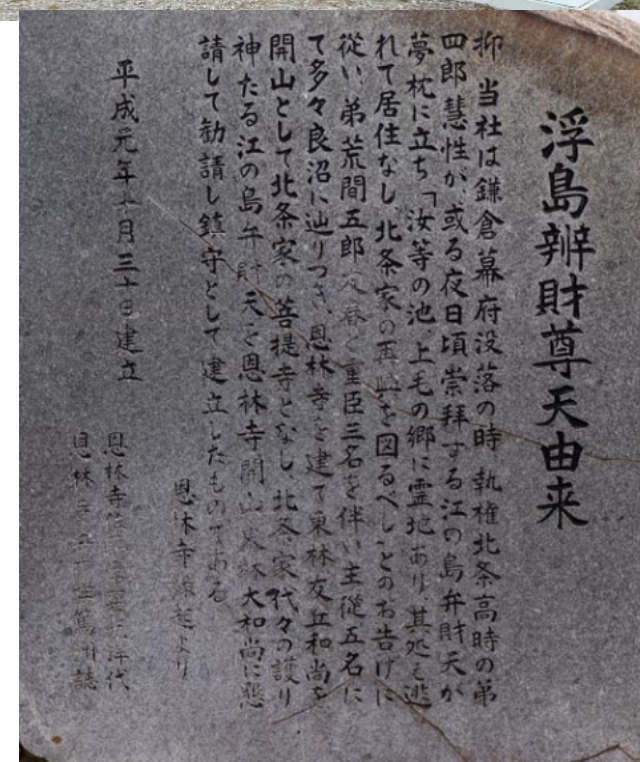 浮島辨財尊天由来
抑当社は鎌倉幕府没落の時執権北条高時の弟
四郎慧性が或る夜日頃崇拝する江の島弁財天が
夢枕に立ち「汝等の池、上毛の郷に霊地あり其処を逃
れて居住なし、北条家の再興を図るべしとのお告げに
従い弟荒間五郎 重臣三名を伴い主従五名に
て多々良沼に辿りつき、恩林寺を建て東林友丘和尚を
開山として北条家の菩提寺となし、北条家代々の護り
神たる江の島弁財天を恩林寺開山 大和尚に懇
請して勧請し鎮守として建立したものである
恩林寺縁起より
平成元年十月三十日建立
恩林寺 代
恩林寺 誌